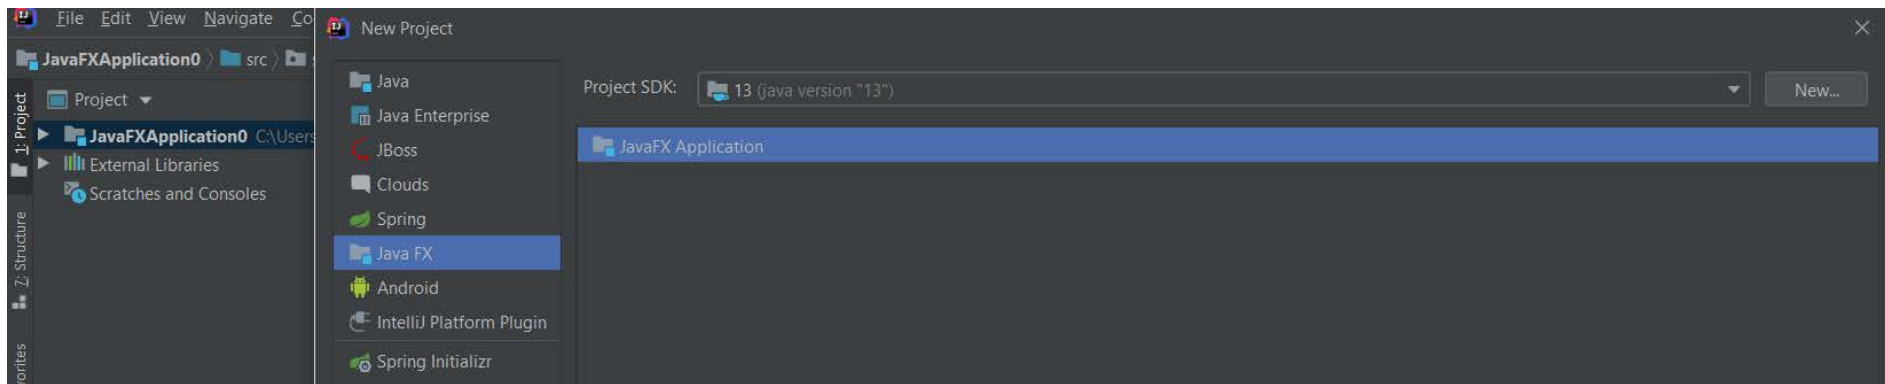 File Edit View Navigate Co
JavaFXApplication0 src
Project
JavaFXApplication0 C:\Users
External Libraries
Scratches and Consoles
1: Project
7: Structure
vorites
New Project
Java
Java Enterprise
JBoss
Clouds
Spring
Java FX
Android
IntelliJ Platform Plugin
Spring Initializr
Project SDK: 13 (java version "13") New...
JavaFX Application